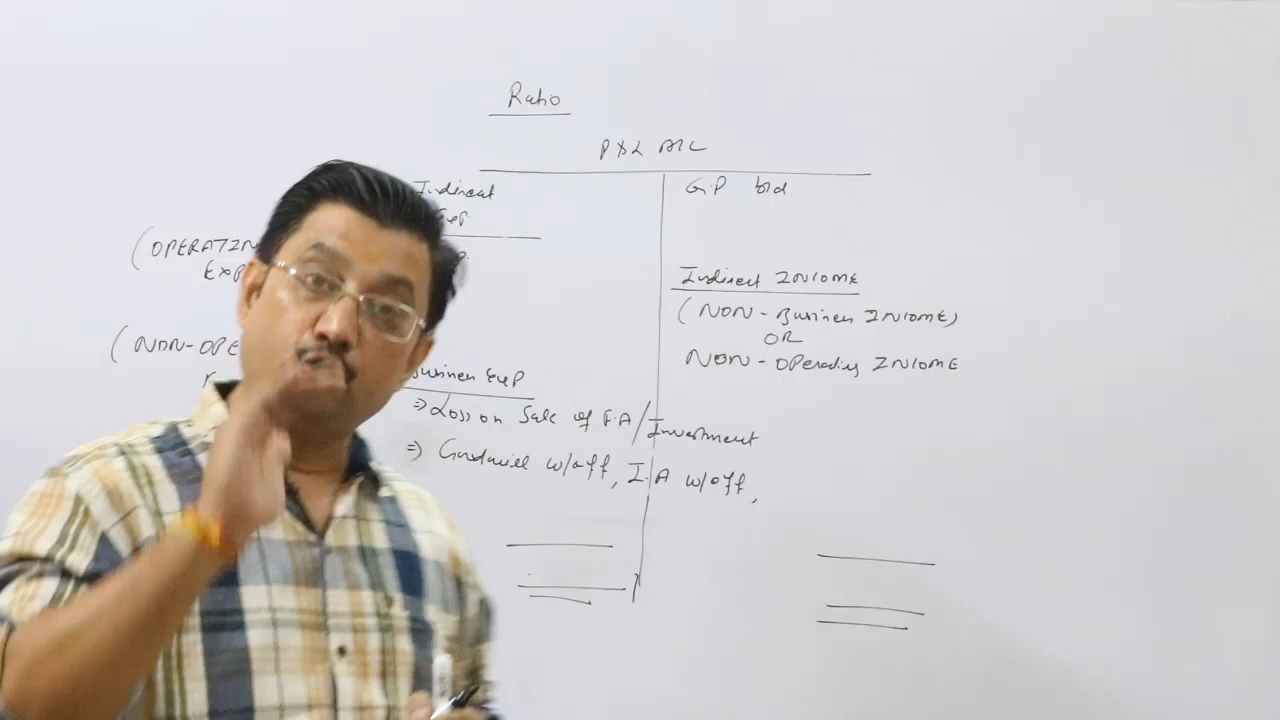 Ratio
P & L A/C
Indirect
Exp
G.P b/d.
(OPERATIN
EXP
Indirect INCOME
(NON-Business INCOME)
OR
NON-Operating INCOME
(NON-OPE
Business Exp
⇒ Loss on Sale of F.A/Investment
⇒ Goodwill w/off, I.A w/off,